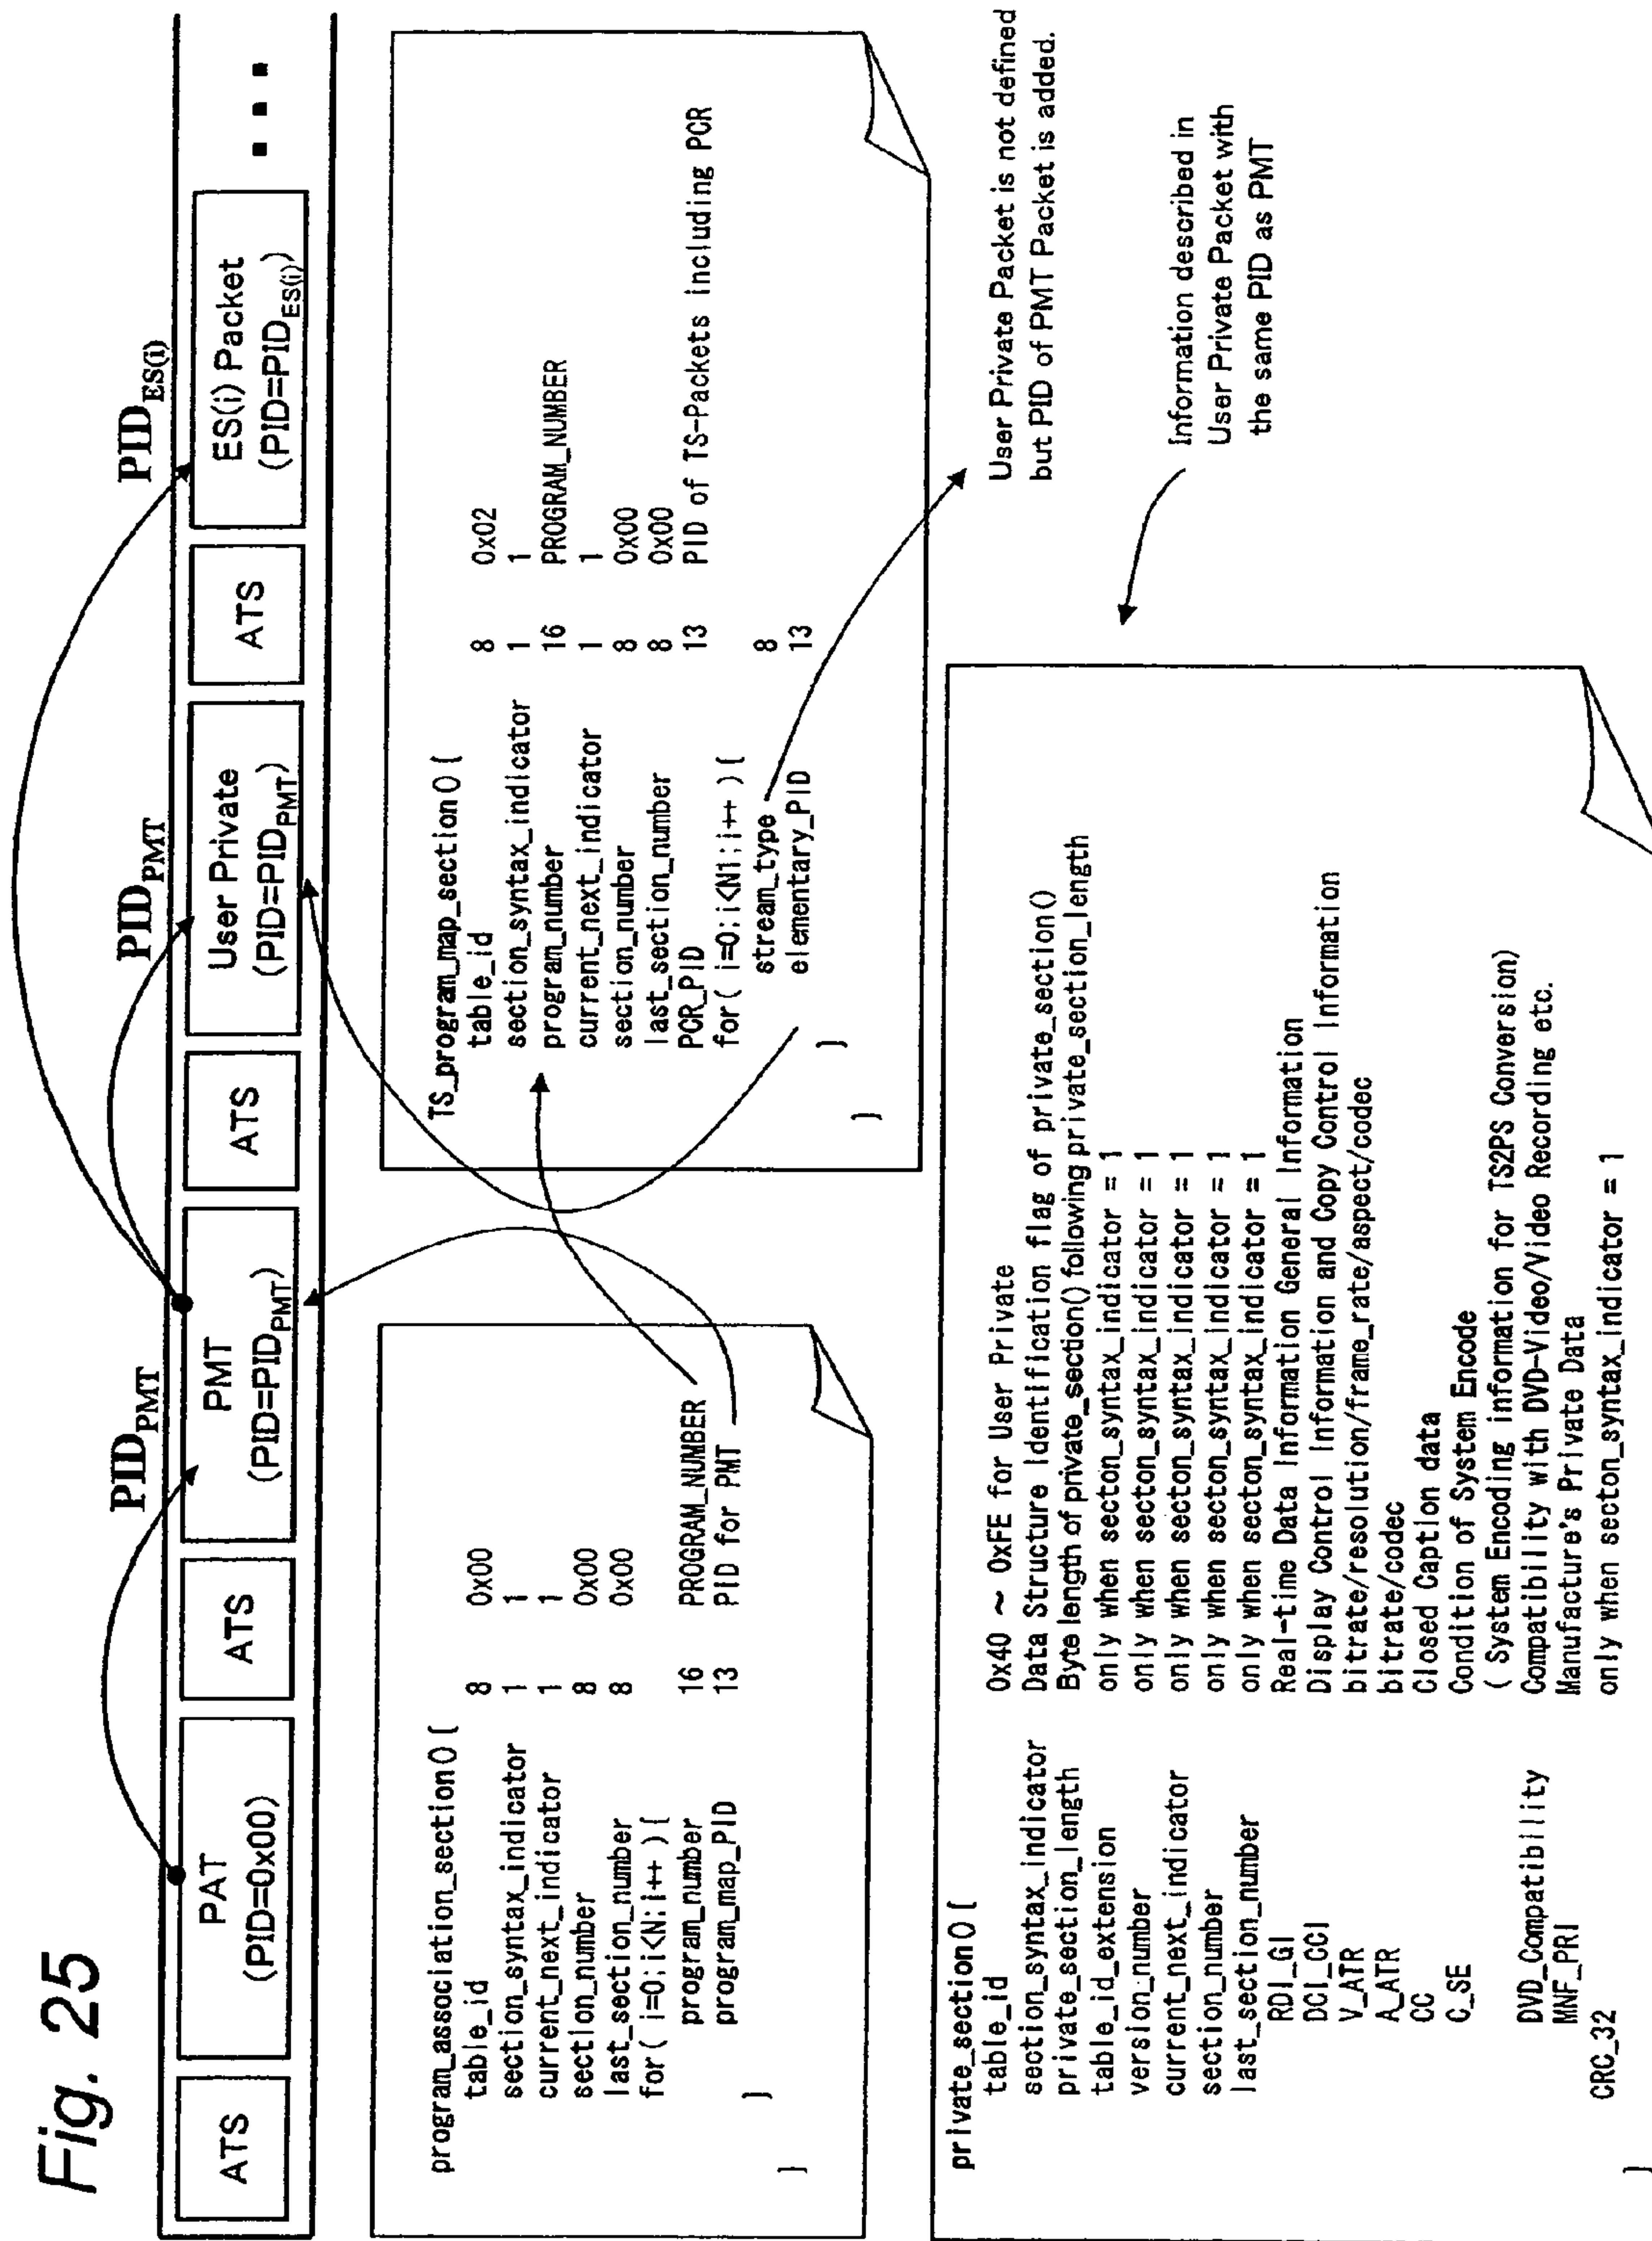 Fig. 25
PID_PMT
PID_PMT
PID_ES(i)
ATS
PAT
(PID=0x00)
ATS
PMT
(PID=PID_PMT)
ATS
User Private
(PID=PID_PMT)
ATS
ES(i) Packet
(PID=PID_ES(i))
program_association_section() {
table_id 8 0x00
section_syntax_indicator 1 1
current_next_indicator 1 1
section_number 8 0x00
last_section_number 8 0x00
for( i=0;i<N;i++ ) {
program_number 16 PROGRAM_NUMBER
program_map_PID 13 PID for PMT
}
}
TS_program_map_section() {
table_id 8 0x02
section_syntax_indicator 1 1
program_number 16 PROGRAM_NUMBER
current_next_indicator 1 1
section_number 8 0x00
last_section_number 8 0x00
PCR_PID 13 PID of TS-Packets including PCR
for( i=0;i<N1;i++ ) {
stream_type 8
elementary_PID 13
}
}
User Private Packet is not defined
but PID of PMT Packet is added.
Information described in
User Private Packet with
the same PID as PMT
private_section() {
table_id 0x40 ~ 0xFE for User Private
section_syntax_indicator Data Structure Identification flag of private_section()
private_section_length Byte length of private_section() following private_section_length
table_id_extension only when secton_syntax_indicator = 1
version_number only when secton_syntax_indicator = 1
current_next_indicator only when secton_syntax_indicator = 1
section_number only when secton_syntax_indicator = 1
last_section_number only when secton_syntax_indicator = 1
RDI_GI Real-time Data Information General Information
DCI_CCI Display Control Information and Copy Control Information
V_ATR bitrate/resolution/frame_rate/aspect/codec
A_ATR bitrate/codec
CC Closed Caption data
C_SE Condition of System Encode
( System Encoding information for TS2PS Conversion)
DVD_Compatibility Compatibility with DVD-Video/Video Recording etc.
MNF_PRI Manufacture's Private Data
CRC_32 only when secton_syntax_indicator = 1
}